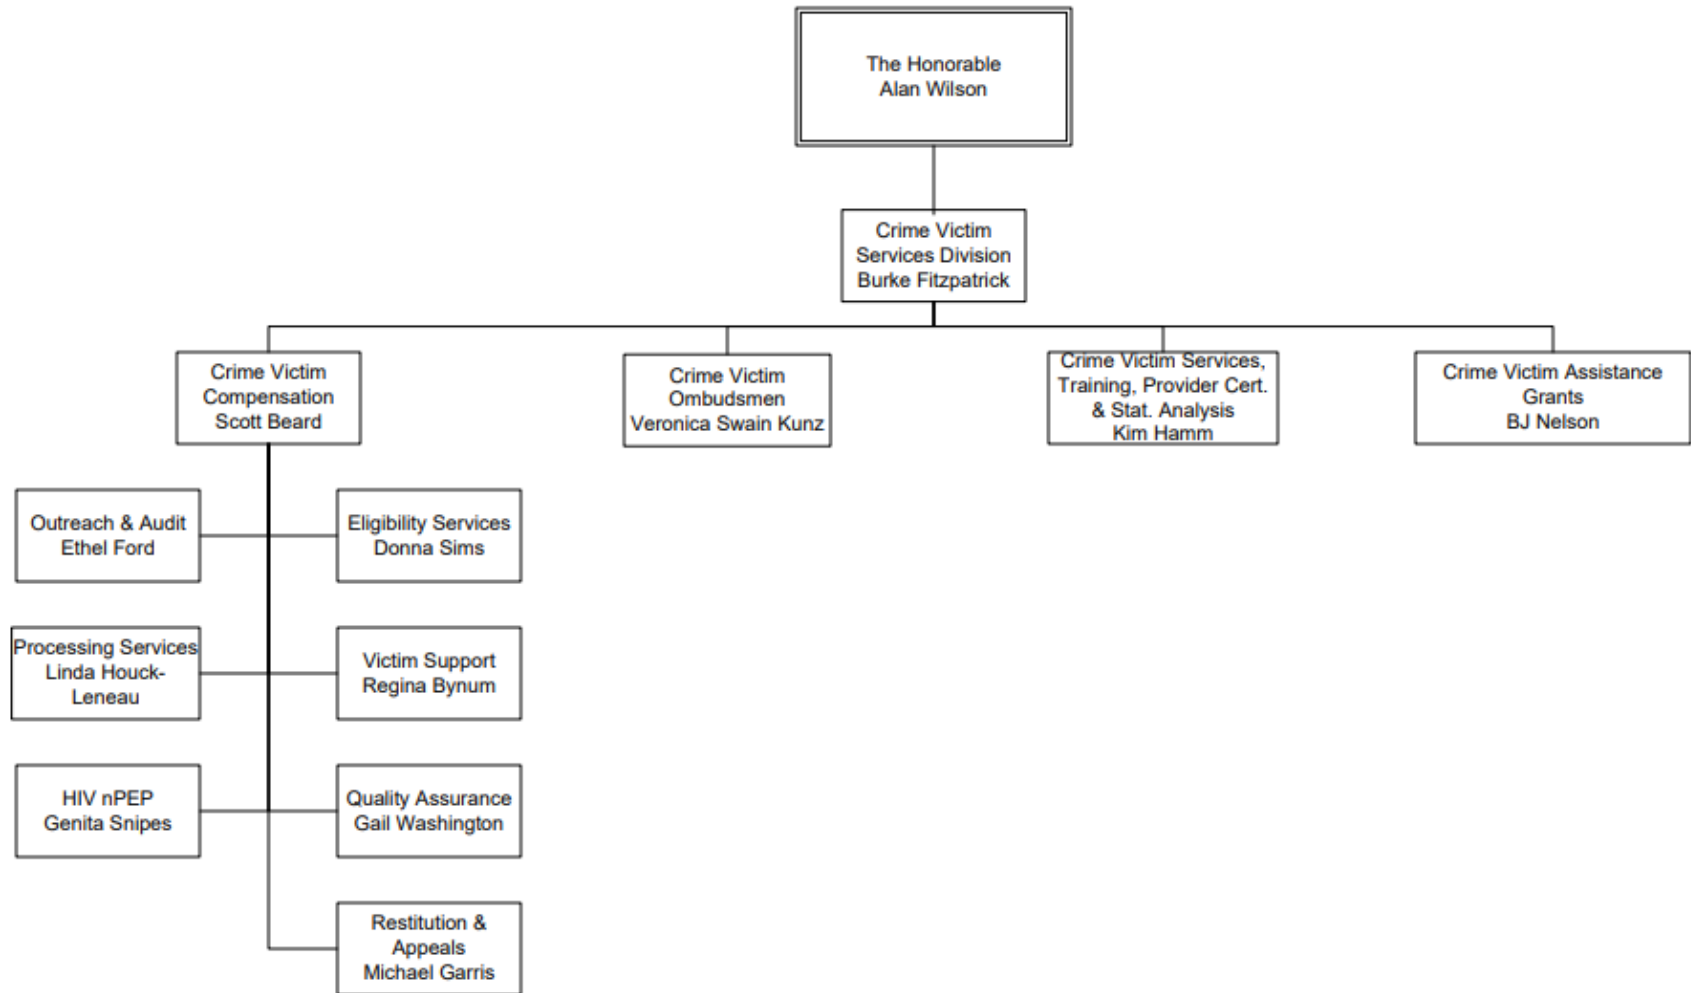 The Honorable
Alan Wilson
Crime Victim
Services Division
Burke Fitzpatrick
Crime Victim
Compensation
Scott Beard
Crime Victim
Ombudsmen
Veronica Swain Kunz
Crime Victim Services,
Training, Provider Cert.
& Stat. Analysis
Kim Hamm
Crime Victim Assistance
Grants
BJ Nelson
Outreach & Audit
Ethel Ford
Eligibility Services
Donna Sims
Processing Services
Linda Houck-
Leneau
Victim Support
Regina Bynum
HIV nPEP
Genita Snipes
Quality Assurance
Gail Washington
Restitution &
Appeals
Michael Garris